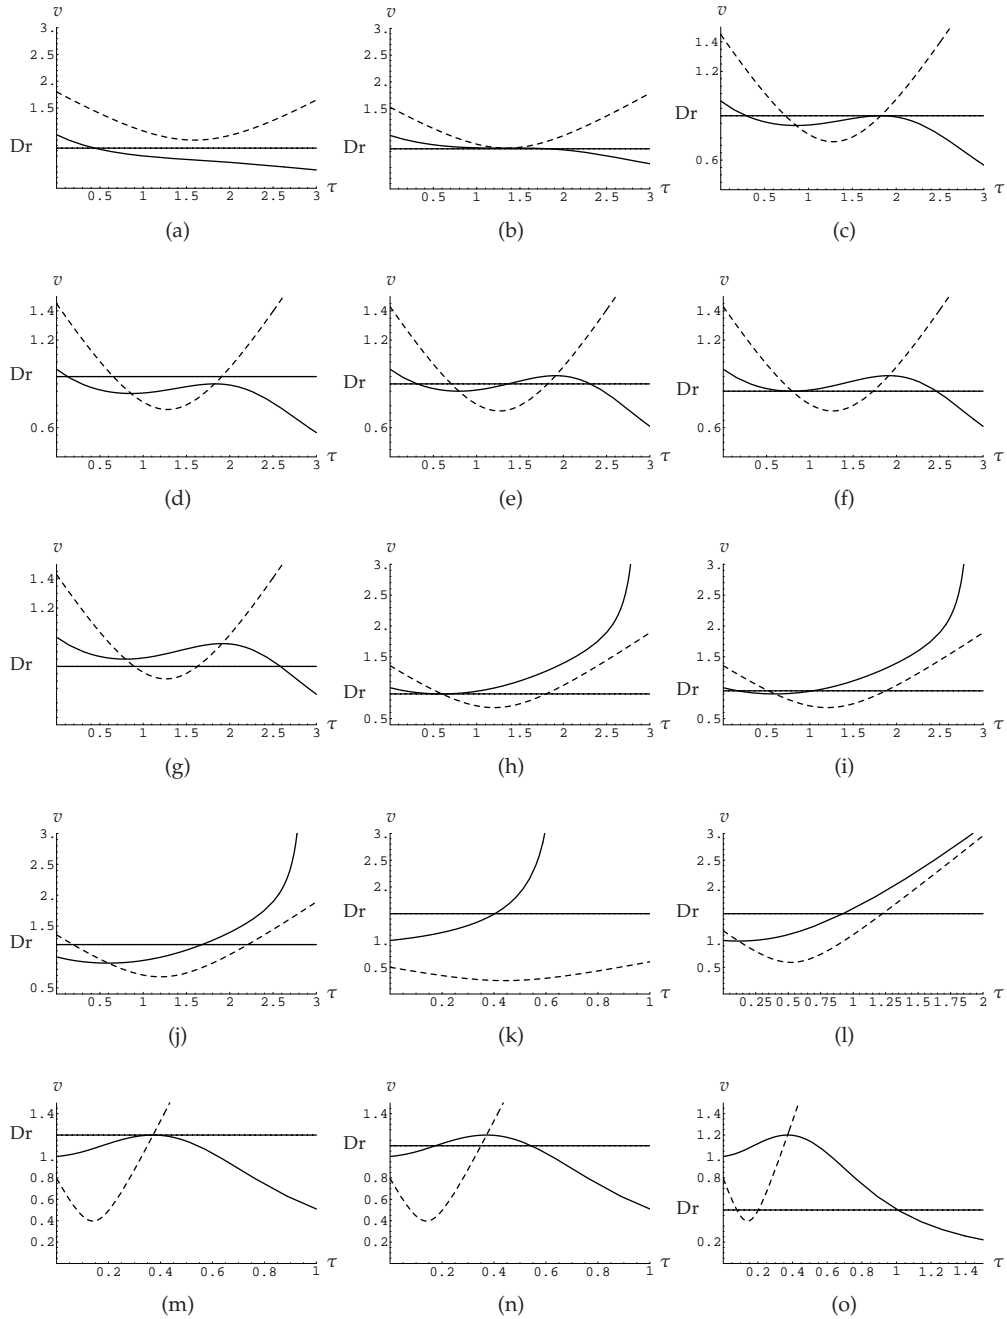 v v v
3. 3. 1.4
2.5 2.5 1.2
2. 2. Dr
1.5 1.5 0.6
Dr Dr
0.5 1 1.5 2 2.5 3 τ 0.5 1 1.5 2 2.5 3 τ 0.5 1 1.5 2 2.5 3 τ
(a) (b) (c)
v v v
1.4 1.4 1.4
1.2 1.2 1.2
Dr Dr Dr
0.6 0.6 0.6
0.5 1 1.5 2 2.5 3 τ 0.5 1 1.5 2 2.5 3 τ 0.5 1 1.5 2 2.5 3 τ
(d) (e) (f)
v v v
1.4 3. 3.
1.2 2.5 2.5
Dr 2. 2.
1.5 1.5
Dr Dr
0.5 0.5
0.5 1 1.5 2 2.5 3 τ 0.5 1 1.5 2 2.5 3 τ 0.5 1 1.5 2 2.5 3 τ
(g) (h) (i)
v v v
3. 3. 3.
2.5 2.5 2.5
2. 2. 2.
1.5 Dr Dr
Dr 1. 1.
0.5 0.5 0.5
0.5 1 1.5 2 2.5 3 τ 0.2 0.4 0.6 0.8 1 τ 0.25 0.5 0.75 1 1.25 1.5 1.75 2 τ
(j) (k) (l)
v v v
1.4 1.4 1.4
Dr 1.2 1.2
1. Dr 1.
0.8 1. 0.8
0.6 0.8 Dr
0.4 0.6 0.2
0.2 0.4
0.2
0.2 0.4 0.6 0.8 1 τ 0.2 0.4 0.6 0.8 1 τ 0.2 0.4 0.6 0.8 1 1.2 1.4 τ
(m) (n) (o)